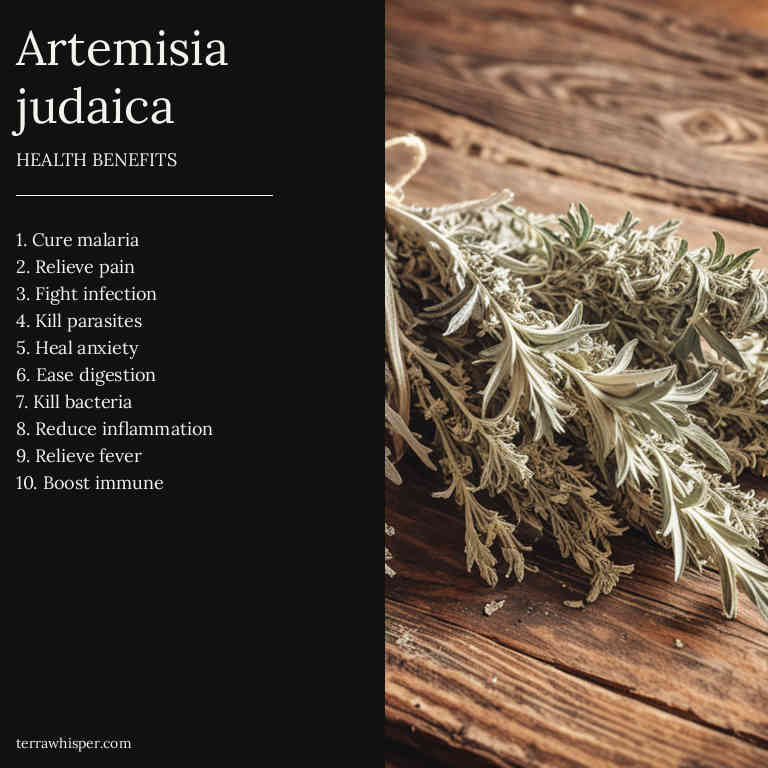 Artemisia
judaica
HEALTH BENEFITS
1. Cure malaria
2. Relieve pain
3. Fight infection
4. Kill parasites
5. Heal anxiety
6. Ease digestion
7. Kill bacteria
8. Reduce inflammation
9. Relieve fever
10. Boost immune
terrawhisper.com